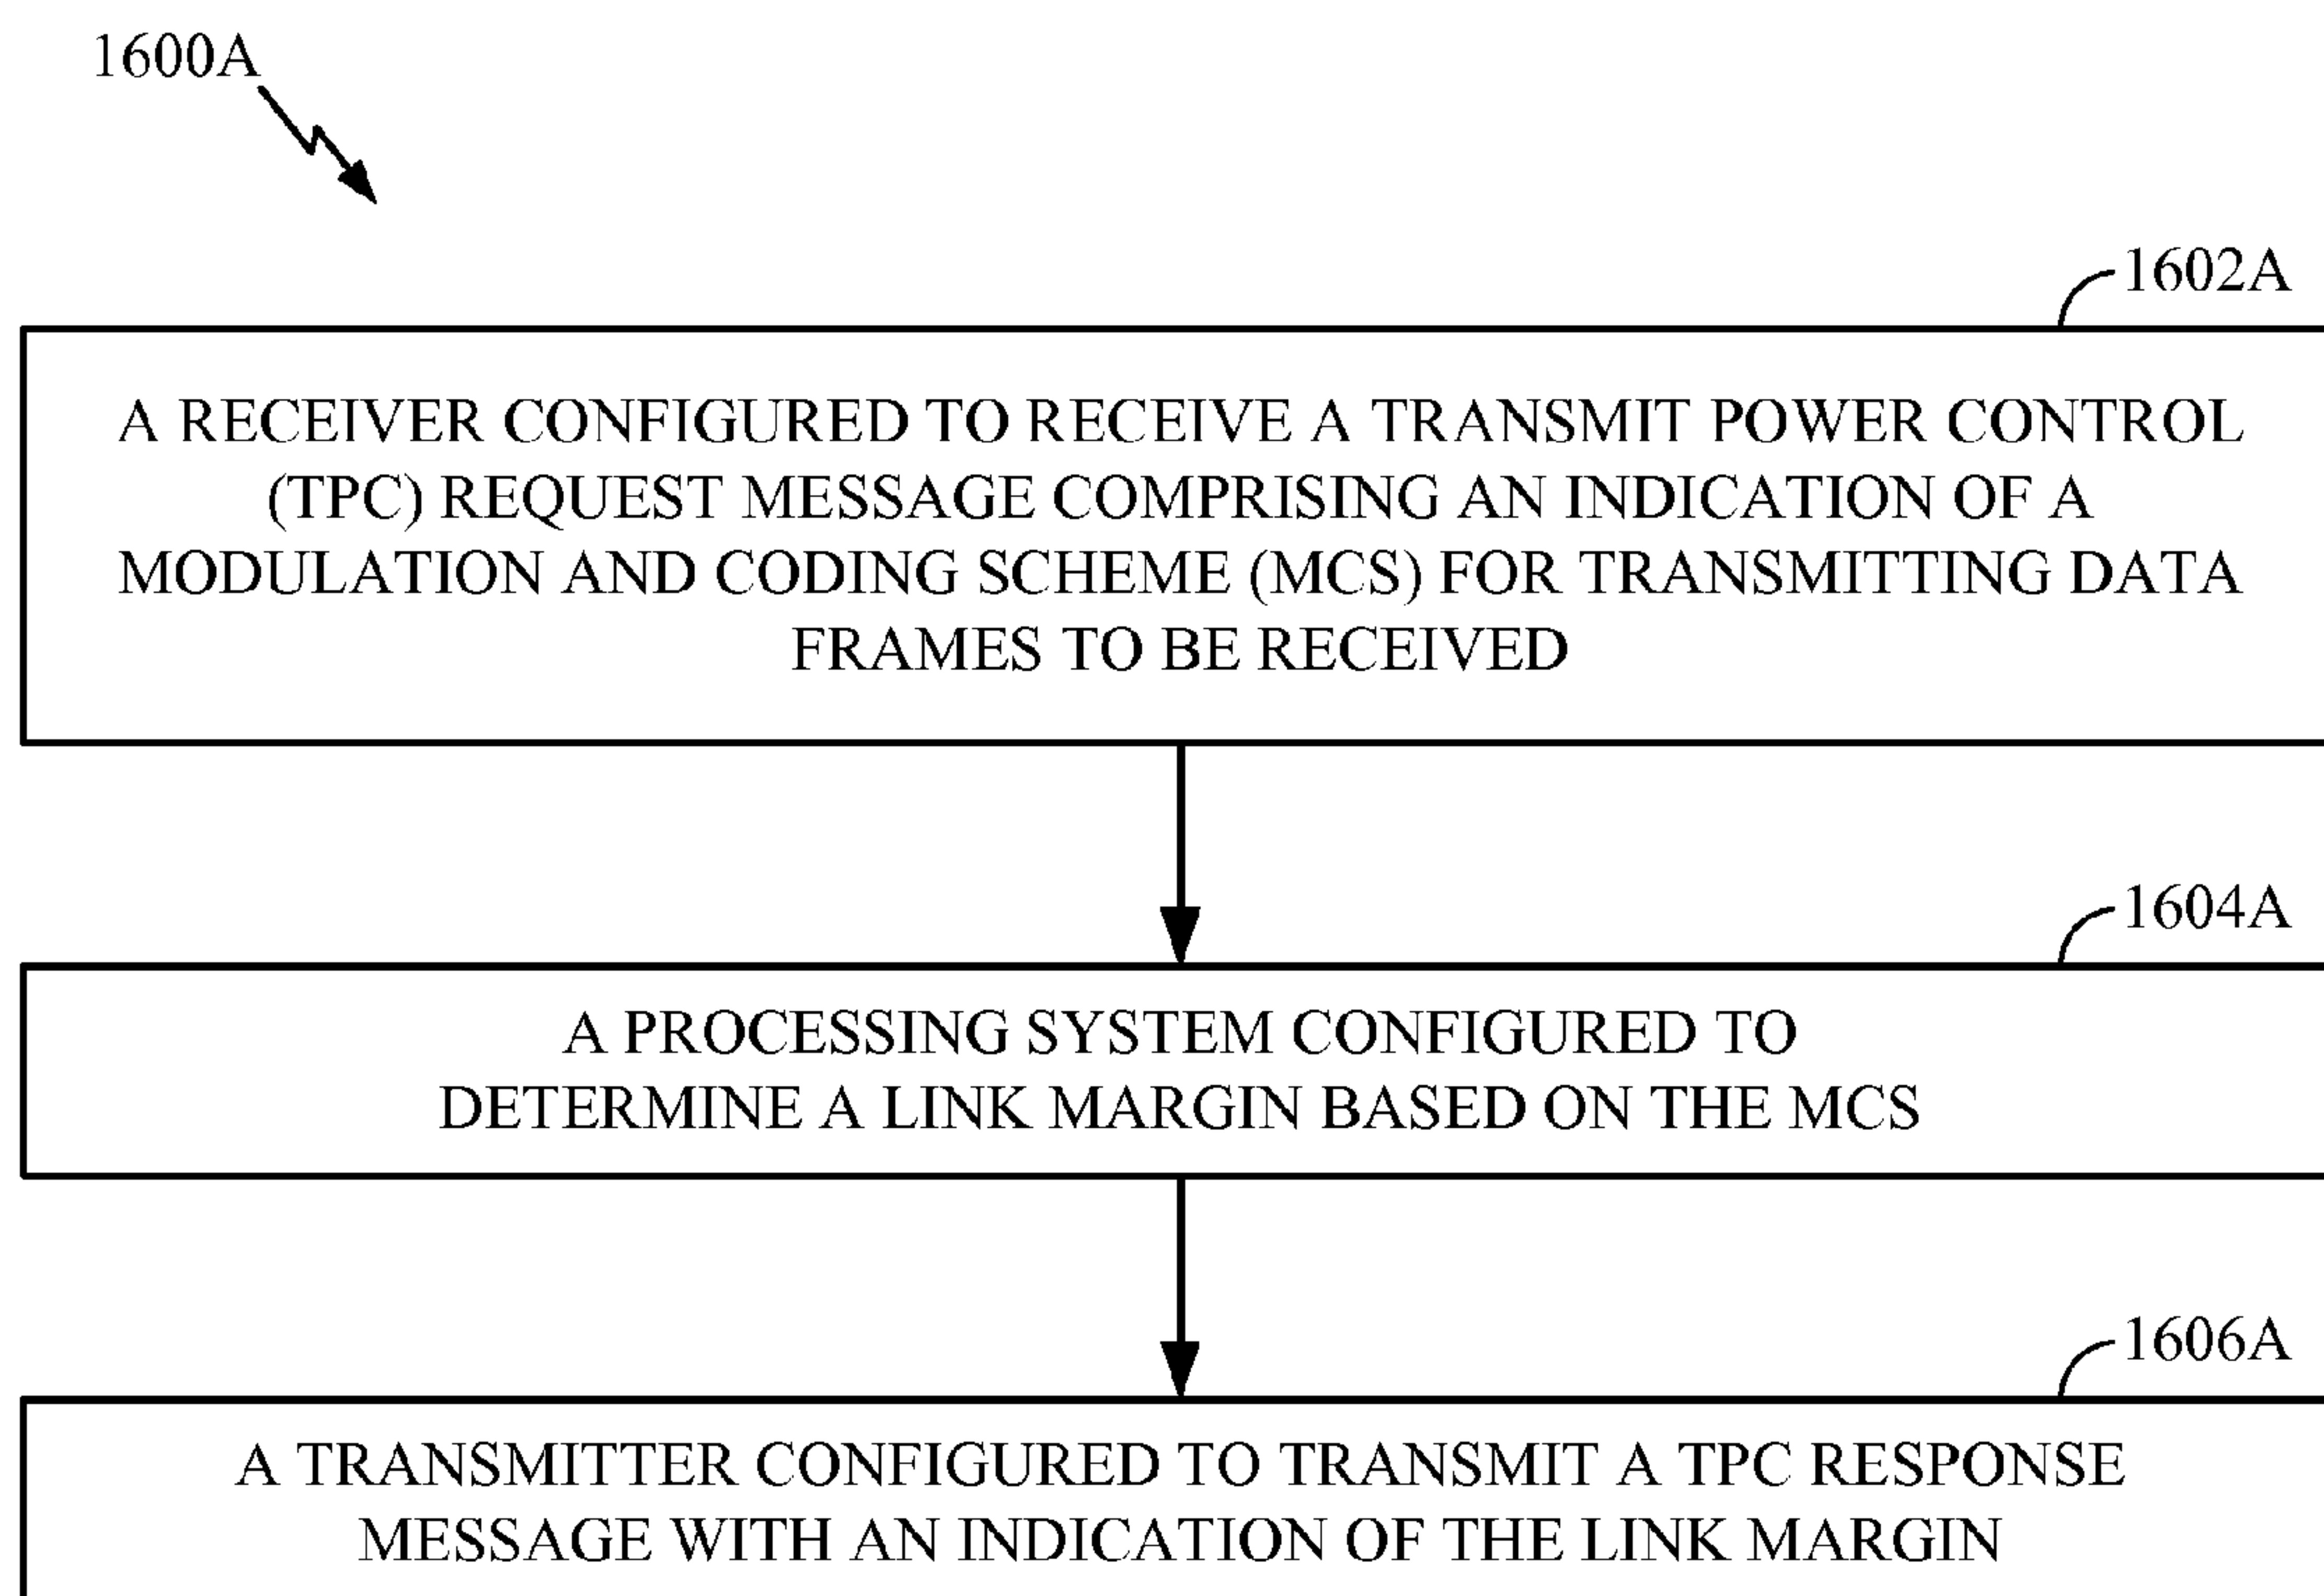 1600A
1602A
A RECEIVER CONFIGURED TO RECEIVE A TRANSMIT POWER CONTROL
(TPC) REQUEST MESSAGE COMPRISING AN INDICATION OF A
MODULATION AND CODING SCHEME (MCS) FOR TRANSMITTING DATA
FRAMES TO BE RECEIVED
1604A
A PROCESSING SYSTEM CONFIGURED TO
DETERMINE A LINK MARGIN BASED ON THE MCS
1606A
A TRANSMITTER CONFIGURED TO TRANSMIT A TPC RESPONSE
MESSAGE WITH AN INDICATION OF THE LINK MARGIN